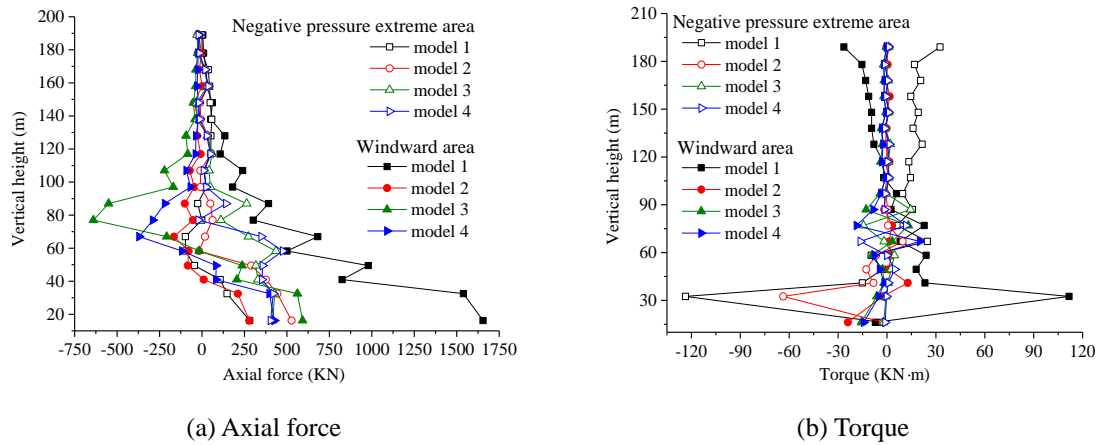 Negative pressure extreme area
model 1
model 2
model 3
model 4
Windward area
model 1
model 2
model 3
model 4
200
180
160
140
120
100
80
60
40
20
Vertical height (m)
-750 -500 -250 0 250 500 750 1000 1250 1500 1750
Axial force (KN)
(a) Axial force
Negative pressure extreme area
model 1
model 2
model 3
model 4
Windward area
model 1
model 2
model 3
model 4
210
180
150
120
90
60
30
0
Vertical height (m)
-120 -90 -60 -30 0 30 60 90 120
Torque (KN·m)
(b) Torque